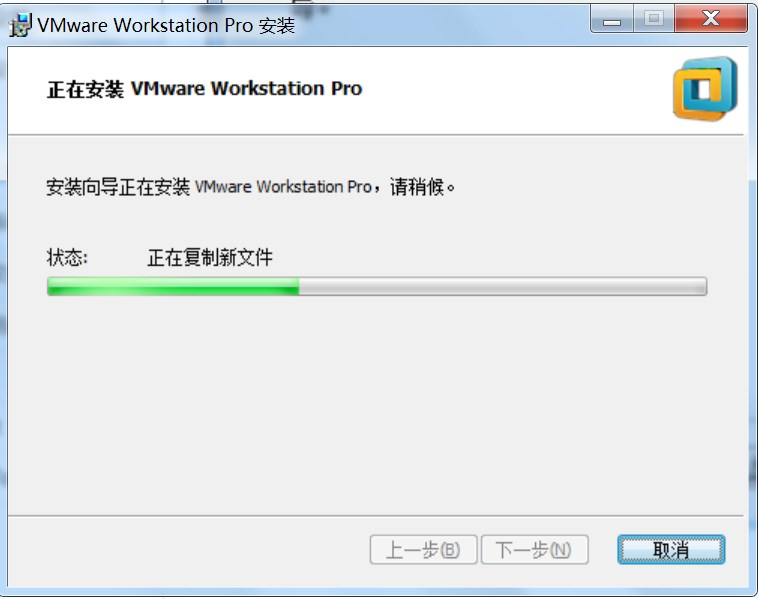 VMware Workstation Pro 安装
正在安装 VMware Workstation Pro
安装向导正在安装 VMware Workstation Pro，请稍候。
状态: 正在复制新文件
上一步(B) 下一步(N) 取消